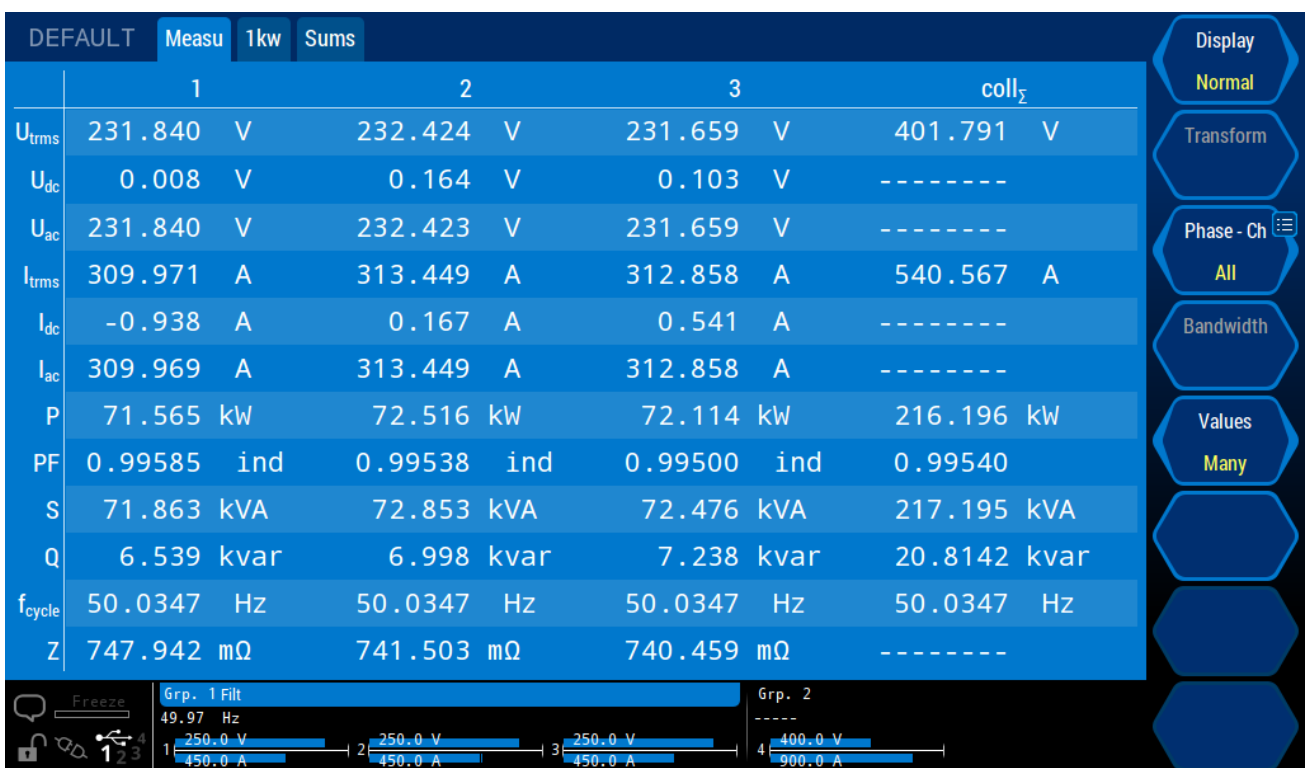 DEFAULT Measu 1kw Sums
1 2 3 collΣ
Utrms 231.840 V 232.424 V 231.659 V 401.791 V
Udc 0.008 V 0.164 V 0.103 V --------
Uac 231.840 V 232.423 V 231.659 V --------
Itrms 309.971 A 313.449 A 312.858 A 540.567 A
Idc -0.938 A 0.167 A 0.541 A --------
Iac 309.969 A 313.449 A 312.858 A --------
P 71.565 kW 72.516 kW 72.114 kW 216.196 kW
PF 0.99585 ind 0.99538 ind 0.99500 ind 0.99540
S 71.863 kVA 72.853 kVA 72.476 kVA 217.195 kVA
Q 6.539 kvar 6.998 kvar 7.238 kvar 20.8142 kvar
fcycle 50.0347 Hz 50.0347 Hz 50.0347 Hz 50.0347 Hz
Z 747.942 mΩ 741.503 mΩ 740.459 mΩ --------
Display
Normal
Transform
Phase - Ch
All
Bandwidth
Values
Many
Freeze
1 2 3 4
Grp. 1 Filt
49.97 Hz
1 250.0 V 2 250.0 V 3 250.0 V
450.0 A 450.0 A 450.0 A
Grp. 2
-----
4 400.0 V
900.0 A